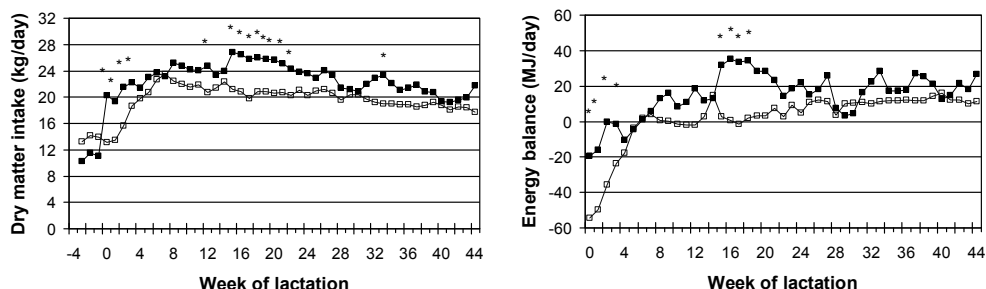 32
28
24
20
16
12
8
4
0
Dry matter intake (kg/day)
* * * * * * * * * * * * * *
-4 0 4 8 12 16 20 24 28 32 36 40 44
Week of lactation
60
40
20
0
-20
-40
-60
Energy balance (MJ/day)
* * * * * * * *
0 4 8 12 16 20 24 28 32 36 40 44
Week of lactation